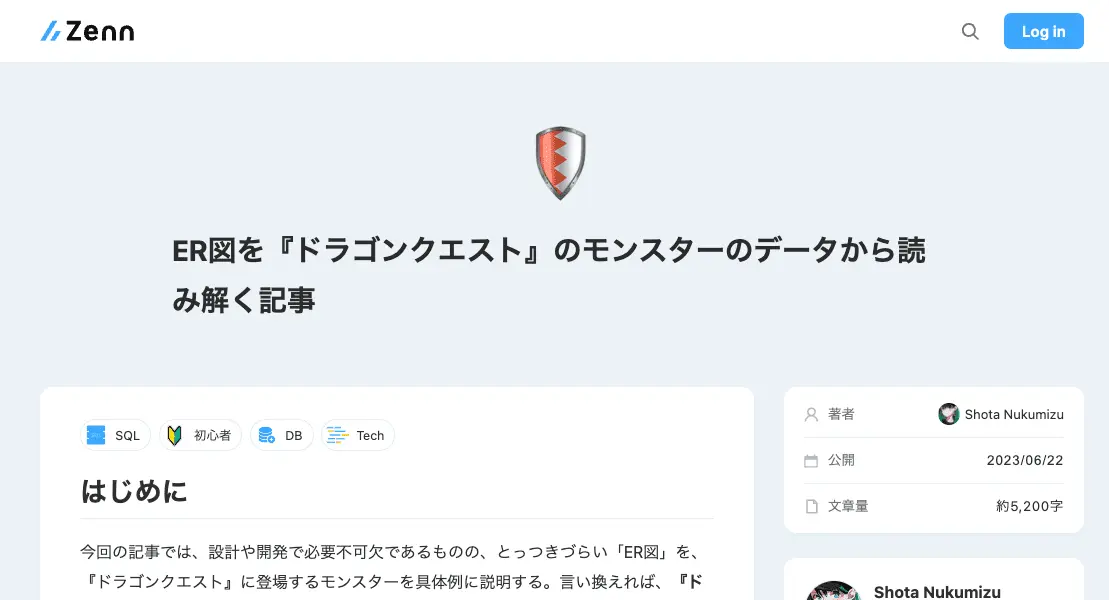 Zenn
Log in
ER図を『ドラゴンクエスト』のモンスターのデータから読
み解く記事
SQL
初心者
DB
Tech
はじめに
今回の記事では、設計や開発で必要不可欠であるものの、とっつきづらい「ER図」を、
『ドラゴンクエスト』に登場するモンスターを具体例に説明する。言い換えれば、『ド
著者
Shota Nukumizu
公開
2023/06/22
文章量
約5,200字
Shota Nukumizu